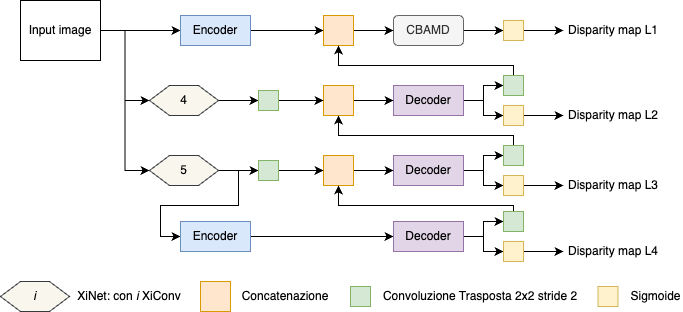 Input image
Encoder
CBAMD
Disparity map L1
4
Decoder
Disparity map L2
5
Decoder
Disparity map L3
Encoder
Decoder
Disparity map L4
i
XiNet: con i XiConv
Concatenazione
Convoluzione Trasposta 2x2 stride 2
Sigmoide